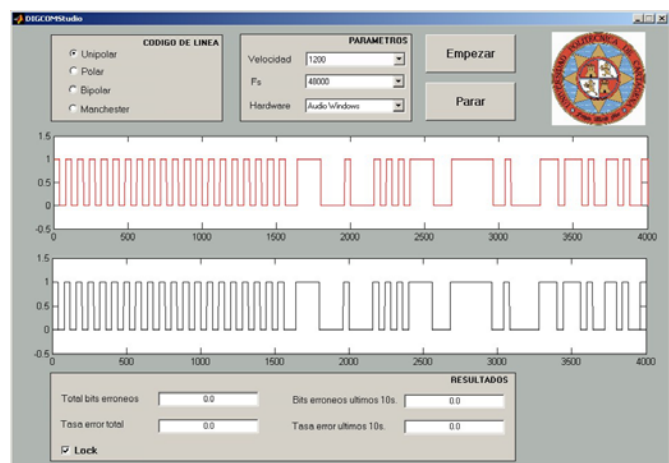 DIGCOMStudio
CODIGO DE LINEA
Unipolar
Polar
Bipolar
Manchester
PARAMETROS
Velocidad 1200
Fs 48000
Hardware Audio Windows
Empezar
Parar
UNIVERSIDAD POLITECNICA DE CARTAGENA
1.5
1
0.5
0
-0.5
0 500 1000 1500 2000 2500 3000 3500 4000
1.5
1
0.5
0
-0.5
0 500 1000 1500 2000 2500 3000 3500 4000
RESULTADOS
Total bits erroneos 0.0 Bits erroneos ultimos 10s. 0.0
Tasa error total 0.0 Tasa error ultimos 10s. 0.0
Lock